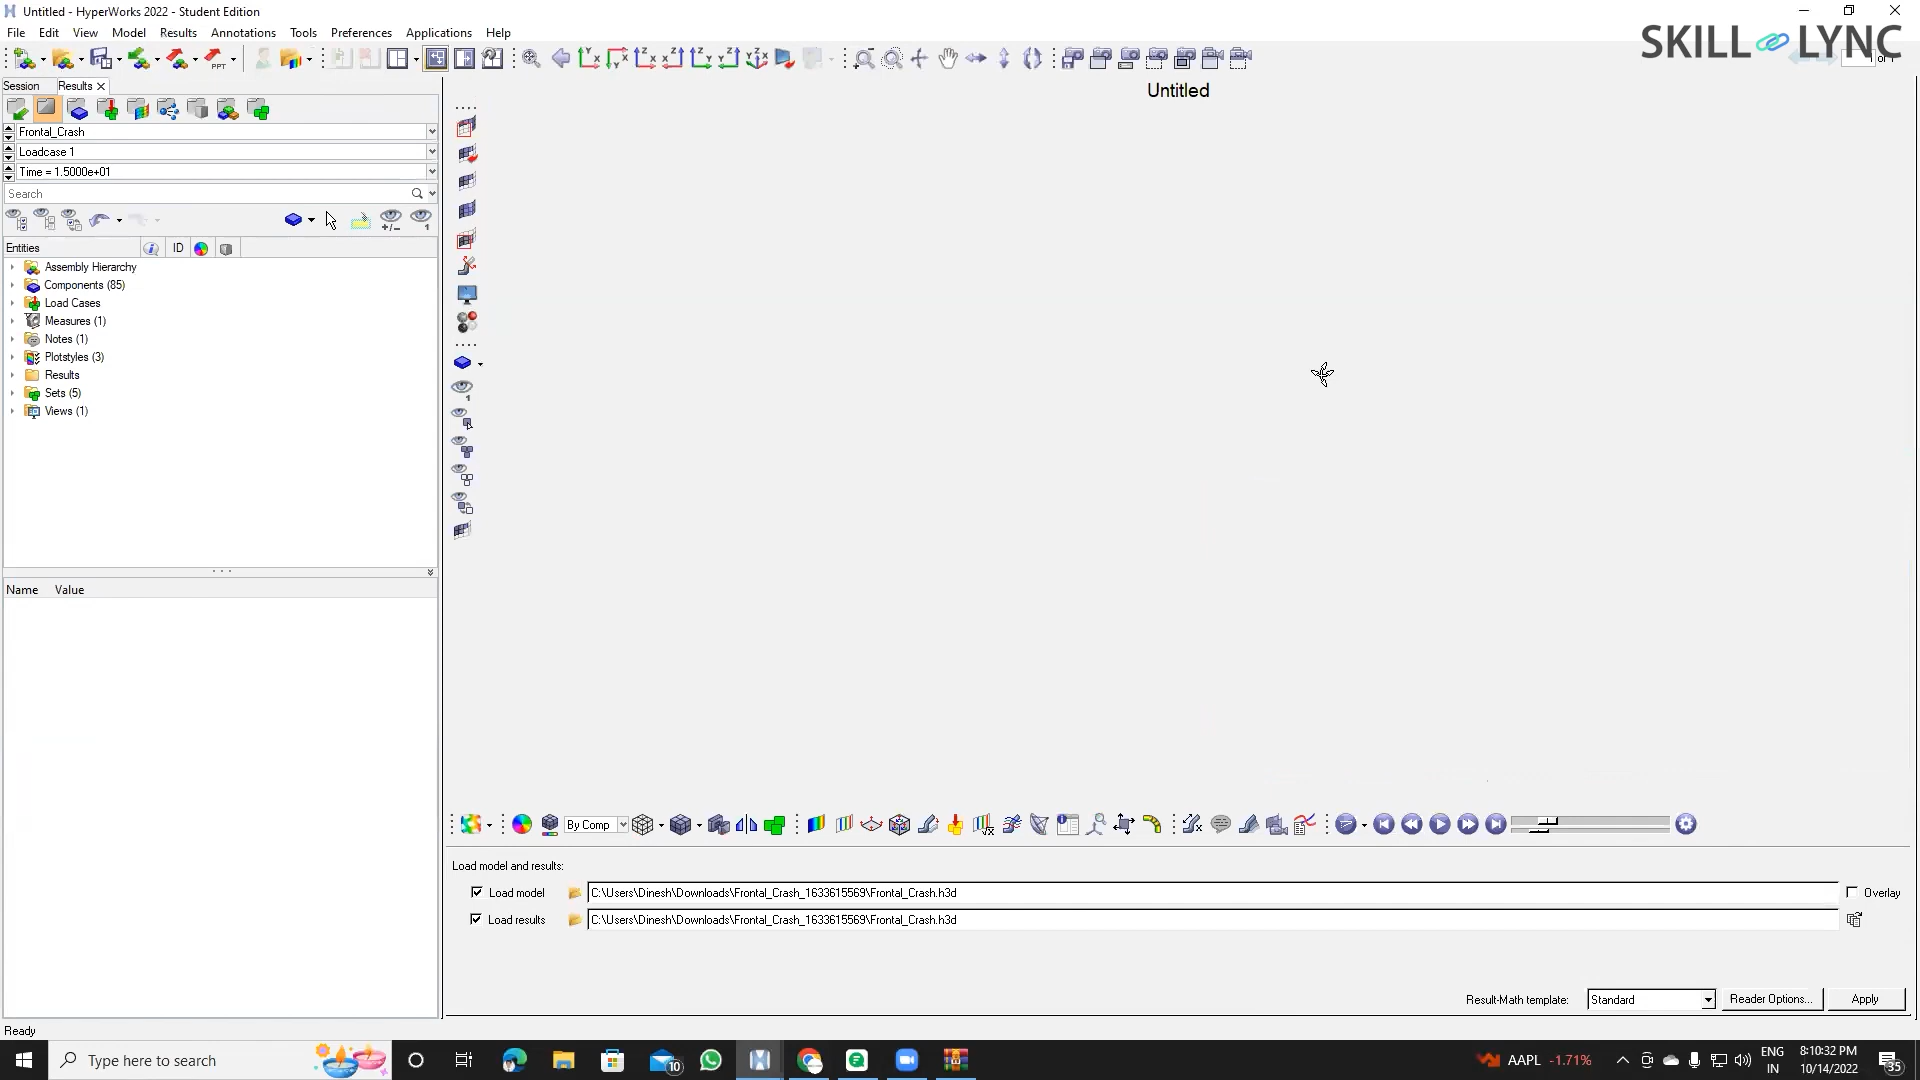 Untitled - HyperWorks 2022 - Student Edition
File Edit View Model Results Annotations Tools Preferences Applications Help
SKILL LYNC
PPT
of 1
Session Results
Untitled
Frontal_Crash
Loadcase 1
Time = 1.5000e+01
Search
Entities ID
Assembly Hierarchy
Components (85)
Load Cases
Measures (1)
Notes (1)
Plotstyles (3)
Results
Sets (5)
Views (1)
Name Value
By Comp
Load model and results:
Load model C:\Users\Dinesh\Downloads\Frontal_Crash_1633615569\Frontal_Crash.h3d Overlay
Load results C:\Users\Dinesh\Downloads\Frontal_Crash_1633615569\Frontal_Crash.h3d
Result-Math template: Standard Reader Options... Apply
Ready
Type here to search
10
AAPL -1.71%
ENG
IN
8:10:32 PM
10/14/2022
35